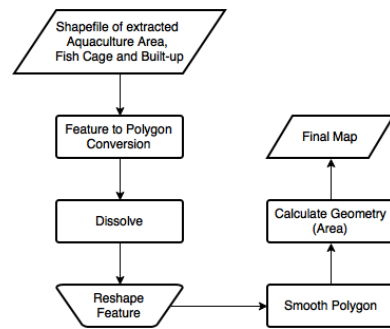 Shapefile of extracted
Aquaculture Area,
Fish Cage and Built-up
Feature to Polygon
Conversion
Dissolve
Reshape
Feature
Smooth Polygon
Calculate Geometry
(Area)
Final Map